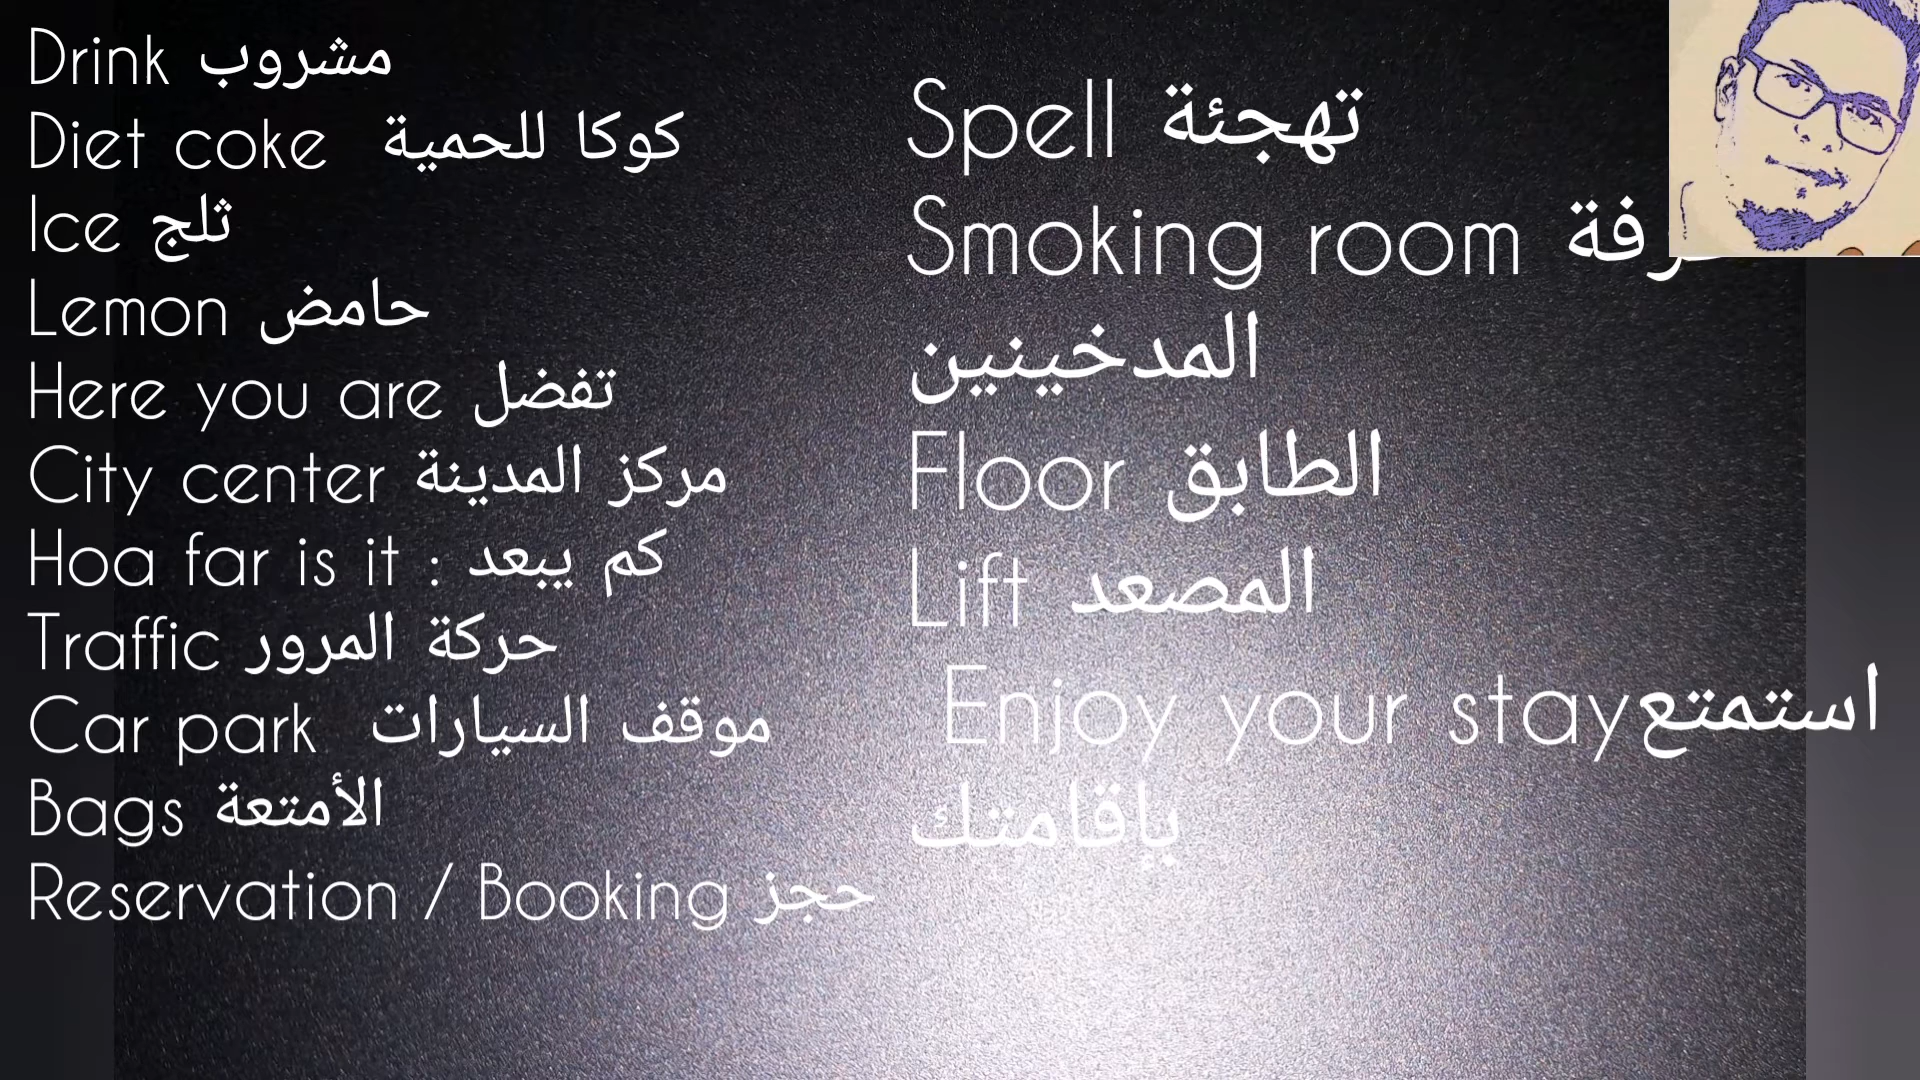 Drink مشروب
Diet coke كوكا للحمية
Ice ثلج
Lemon حامض
Here you are تفضل
City center مركز المدينة
Hoa far is it : كم يبعد
Traffic حركة المرور
Car park موقف السيارات
Bags الأمتعة
Reservation / Booking حجز
Spell تهجئة
Smoking room
المدخينين
Floor الطابق
Lift المصعد
Enjoy your stay استمتع
بإقامتك